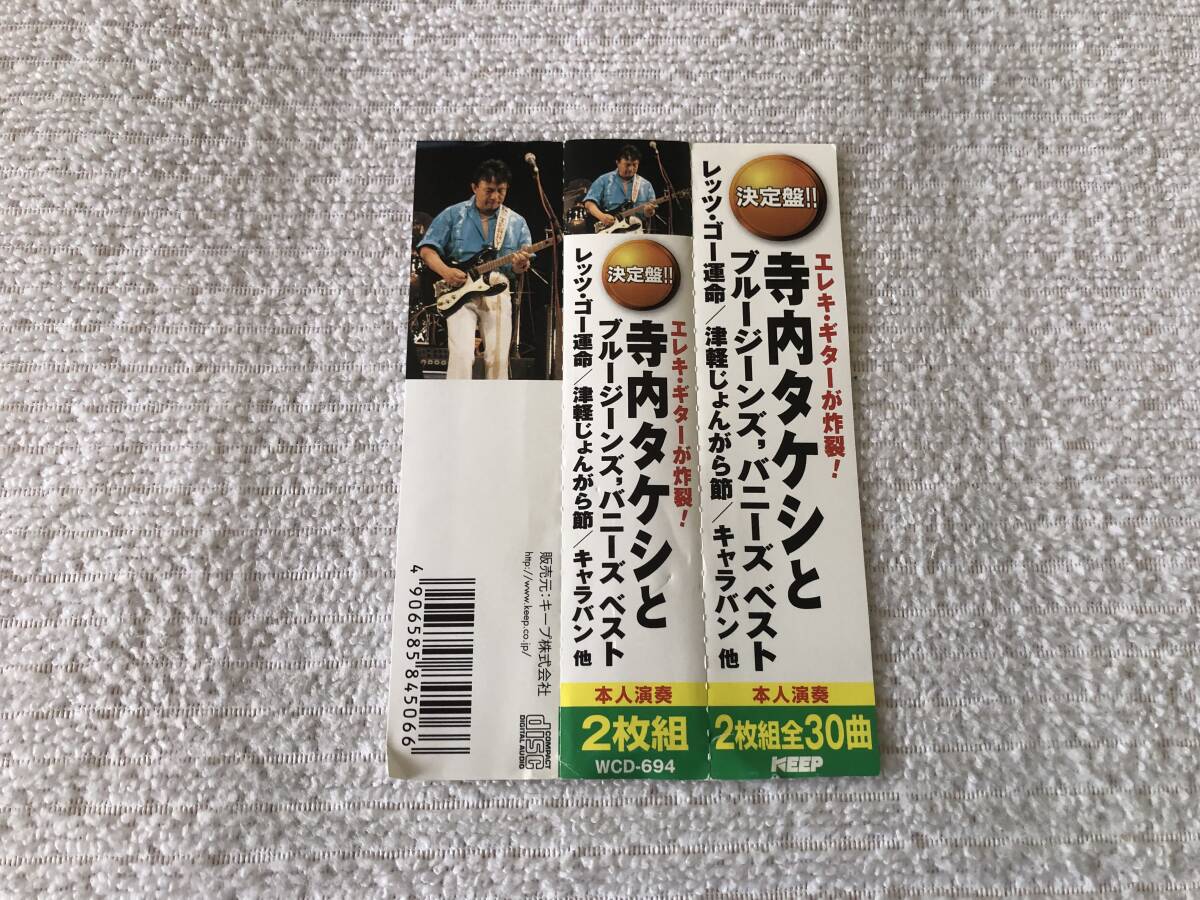 決定盤!!
エレキ・ギターが炸裂!
寺内タケシと
ブルージーンズ,バニーズ ベスト
レッツ・ゴー運命/津軽じょんがら節/キャラバン 他
本人演奏
2枚組全30曲
KEEP
決定盤!!
エレキ・ギターが炸裂!
寺内タケシと
ブルージーンズ,バニーズ ベスト
レッツ・ゴー運命/津軽じょんがら節/キャラバン 他
本人演奏
2枚組
WCD-694
販売元:キープ株式会社
http://www.keep.co.jp/
COMPACT
disc
DIGITAL AUDIO
4906585845066